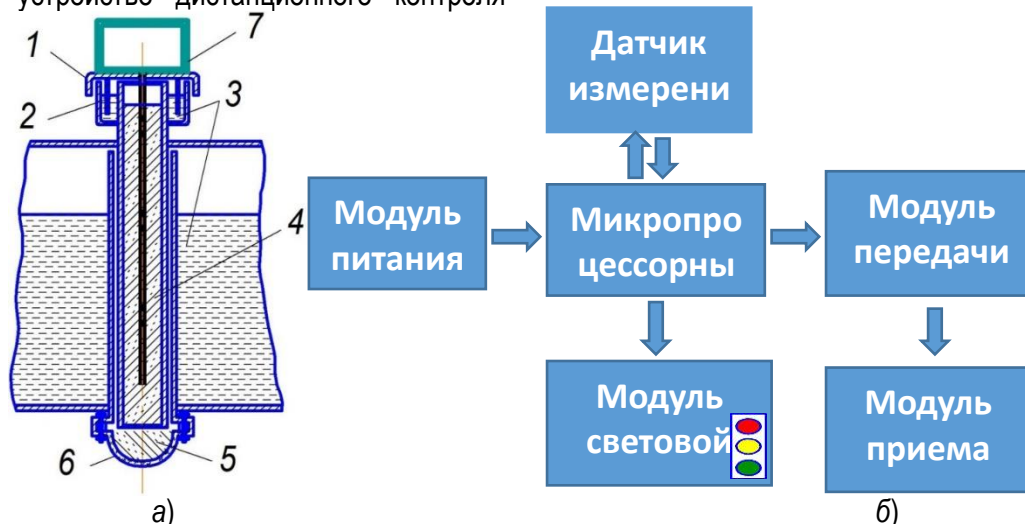 устройство дистанционного контроля
1
7
2
3
4
6
5
а)
Датчик
измерени
Модуль
питания
Микропро
цессорны
Модуль
передачи
Модуль
световой
Модуль
приема
б)